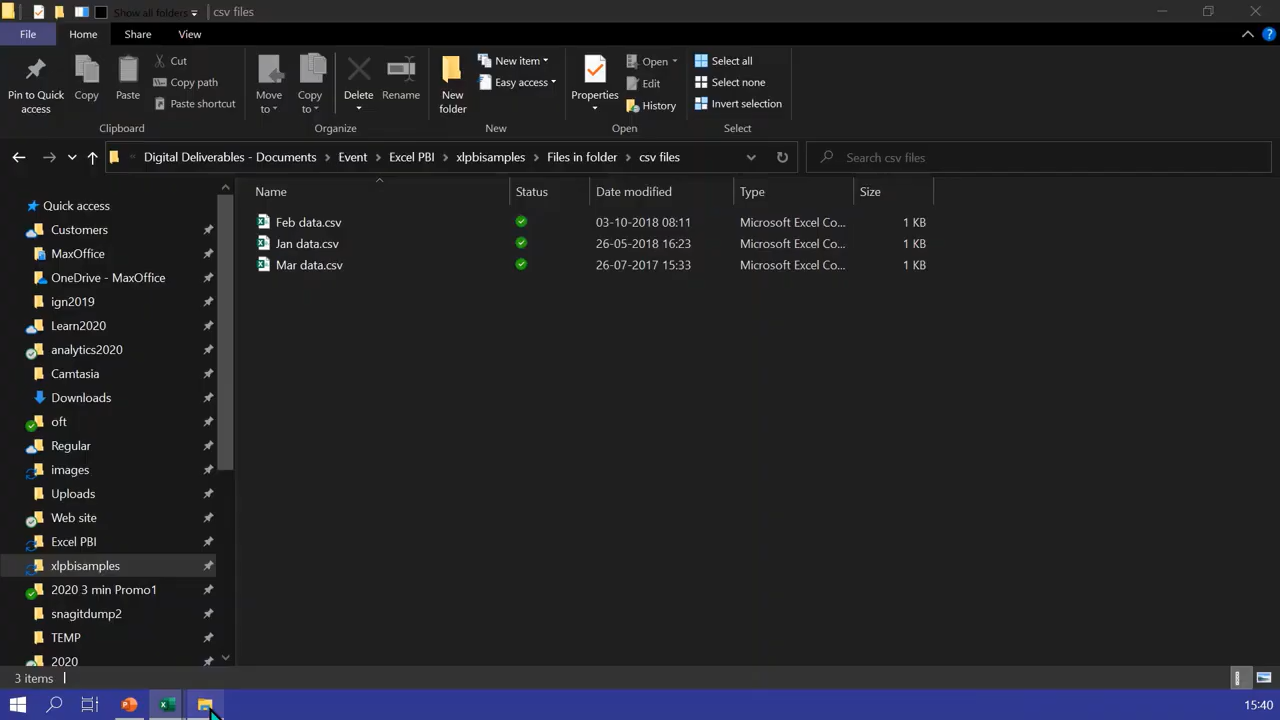 Show all folders csv files
File Home Share View
Pin to Quick access
Copy
Paste
Cut
Copy path
Paste shortcut
Clipboard
Move to
Copy to
Delete
Rename
Organize
New folder
New item
Easy access
New
Properties
Open
Edit
History
Open
Select all
Select none
Invert selection
Select
Digital Deliverables - Documents Event Excel PBI xlpbisamples Files in folder csv files
Search csv files
Name Status Date modified Type Size
Feb data.csv 03-10-2018 08:11 Microsoft Excel Co... 1 KB
Jan data.csv 26-05-2018 16:23 Microsoft Excel Co... 1 KB
Mar data.csv 26-07-2017 15:33 Microsoft Excel Co... 1 KB
Quick access
Customers
MaxOffice
OneDrive - MaxOffice
ign2019
Learn2020
analytics2020
Camtasia
Downloads
oft
Regular
images
Uploads
Web site
Excel PBI
xlpbisamples
2020 3 min Promo1
snagitdump2
TEMP
2020
3 items
15:40